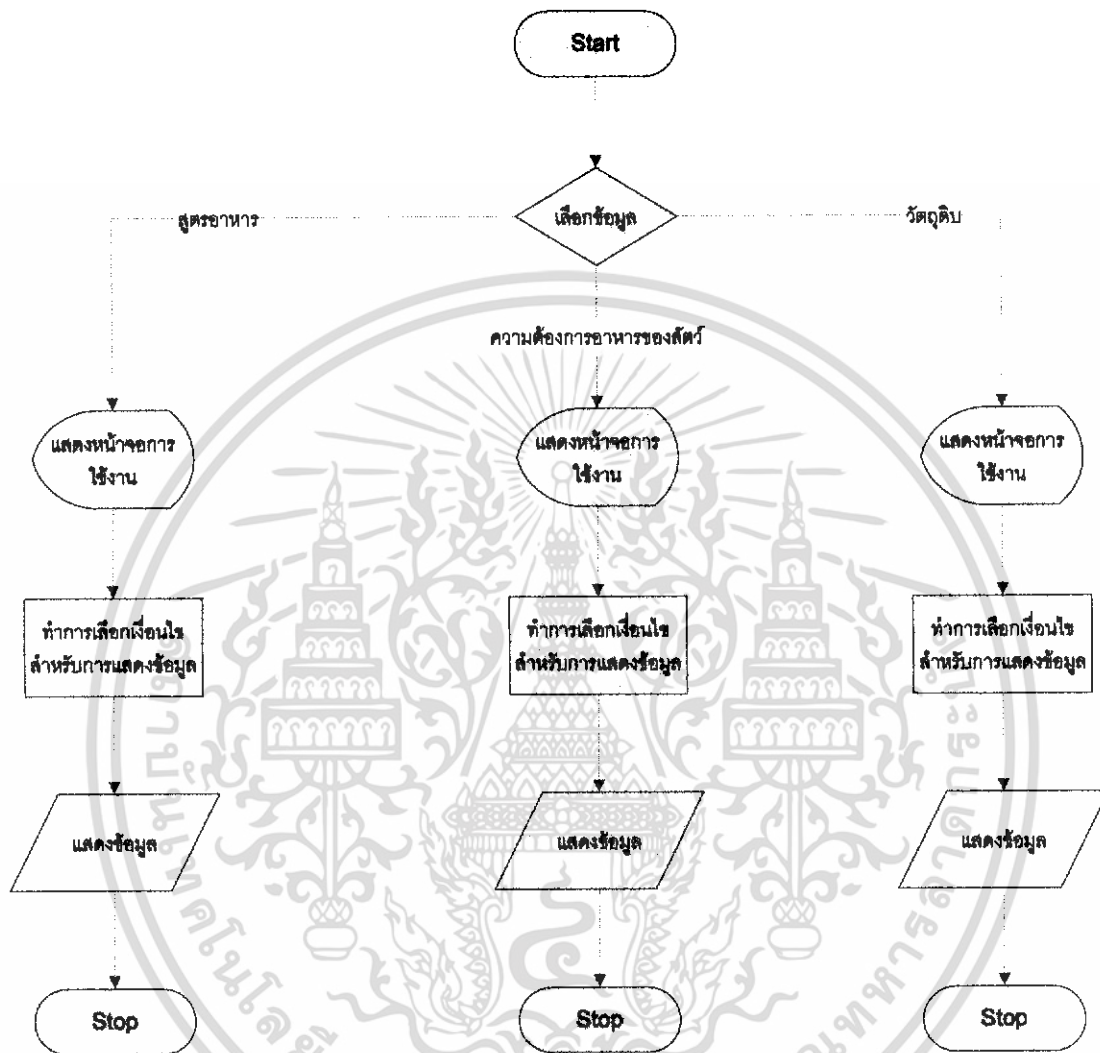 Start
เลือกข้อมูล
สูตรอาหาร
วัตถุดิบ
ความต้องการอาหารของสัตว์
แสดงหน้าจอการ
ใช้งาน
แสดงหน้าจอการ
ใช้งาน
แสดงหน้าจอการ
ใช้งาน
ทำการเลือกเงื่อนไข
สำหรับการแสดงข้อมูล
ทำการเลือกเงื่อนไข
สำหรับการแสดงข้อมูล
ทำการเลือกเงื่อนไข
สำหรับการแสดงข้อมูล
แสดงข้อมูล
แสดงข้อมูล
แสดงข้อมูล
Stop
Stop
Stop